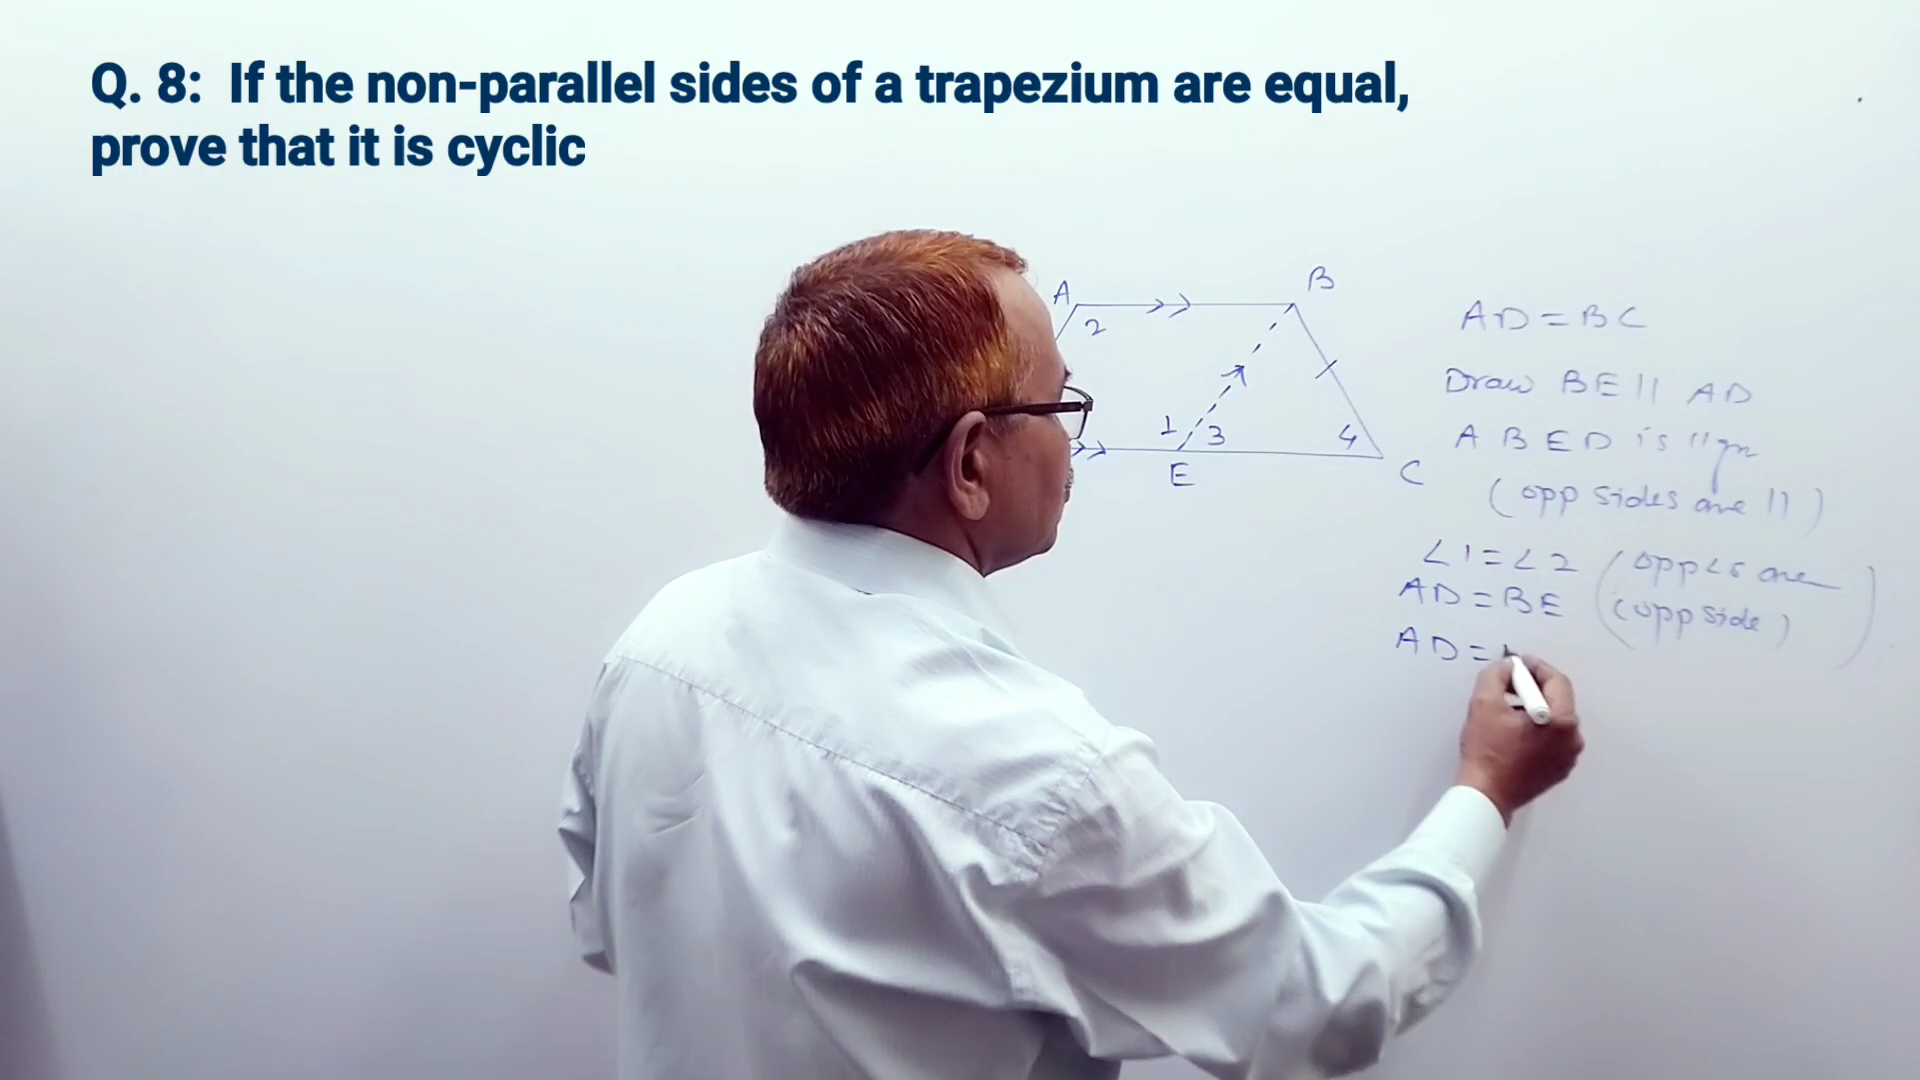 Q. 8: If the non-parallel sides of a trapezium are equal,
prove that it is cyclic
A
B
2
1
3
4
E
C
AD = BC
Draw BE || AD
ABED is ||gm
(opp sides are ||)
∠1 = ∠2 (opp ∠s are)
AD = BE (opp side)
AD =